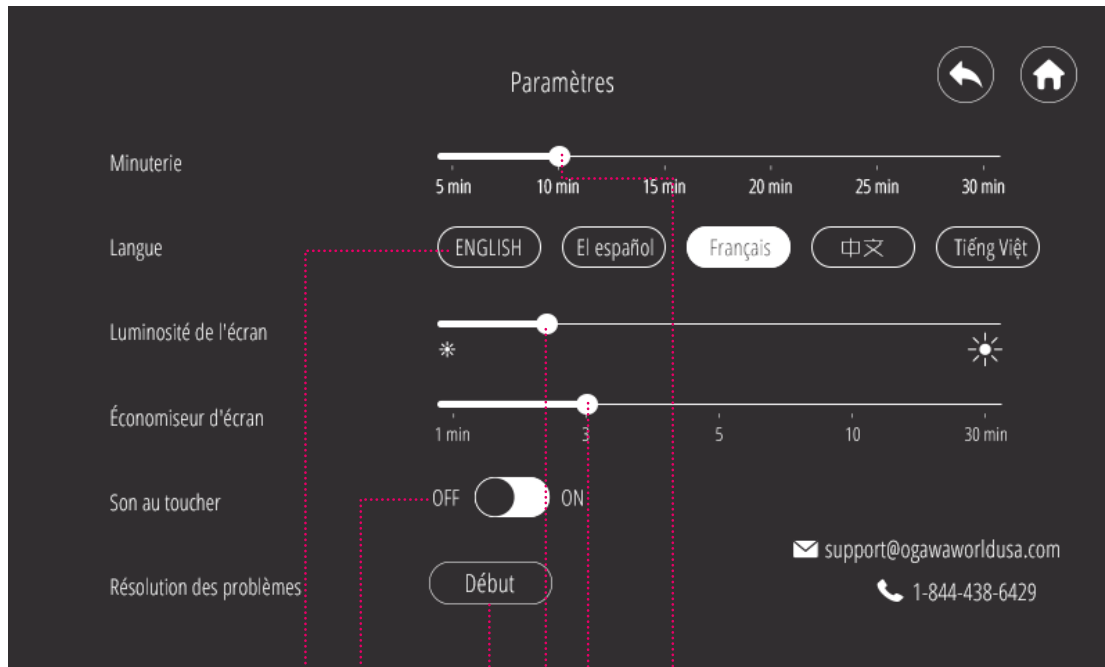 Paramètres
Minuterie
5 min 10 min 15 min 20 min 25 min 30 min
Langue ENGLISH El español Français 中文 Tiếng Việt
Luminosité de l'écran
Économiseur d'écran
1 min 3 5 10 30 min
Son au toucher OFF ON
support@ogawaworldusa.com
Résolution des problèmes Début 1-844-438-6429